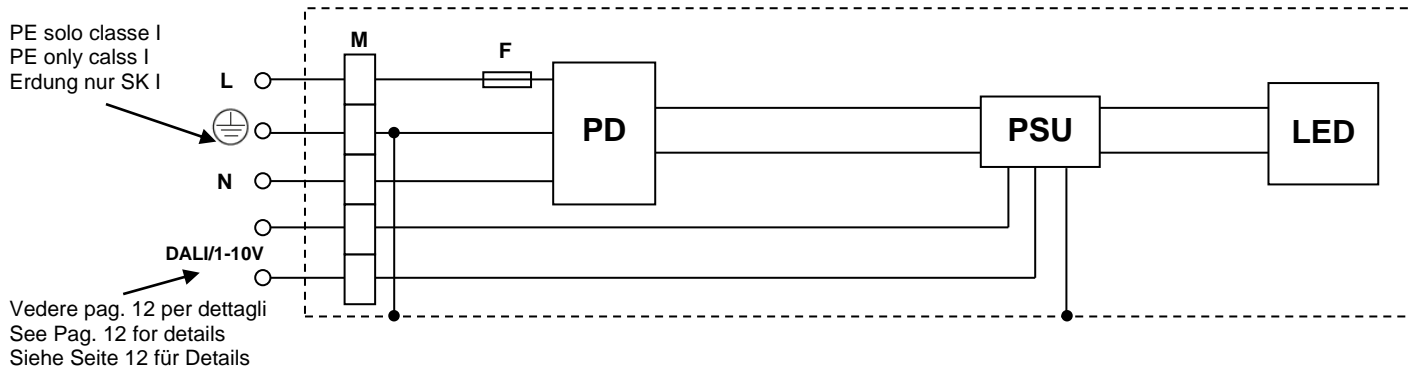 PE solo classe I
PE only calss I
Erdung nur SK I
M
F
L
PD
PSU
LED
N
DALI/1-10V
Vedere pag. 12 per dettagli
See Pag. 12 for details
Siehe Seite 12 für Details